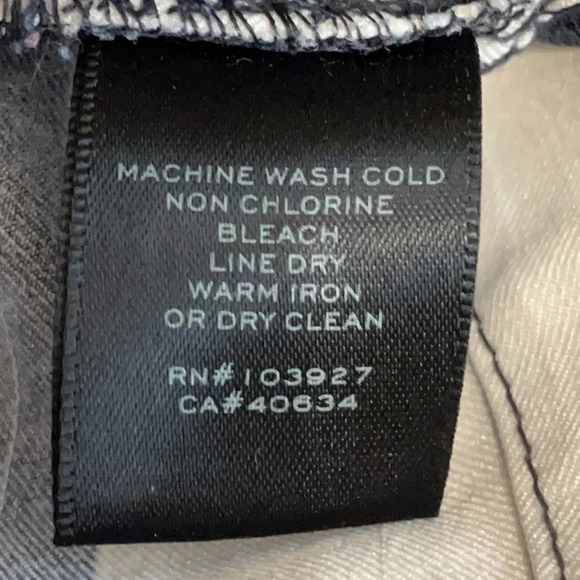 MACHINE WASH COLD
NON CHLORINE
BLEACH
LINE DRY
WARM IRON
OR DRY CLEAN
RN# 103927
CA#40634